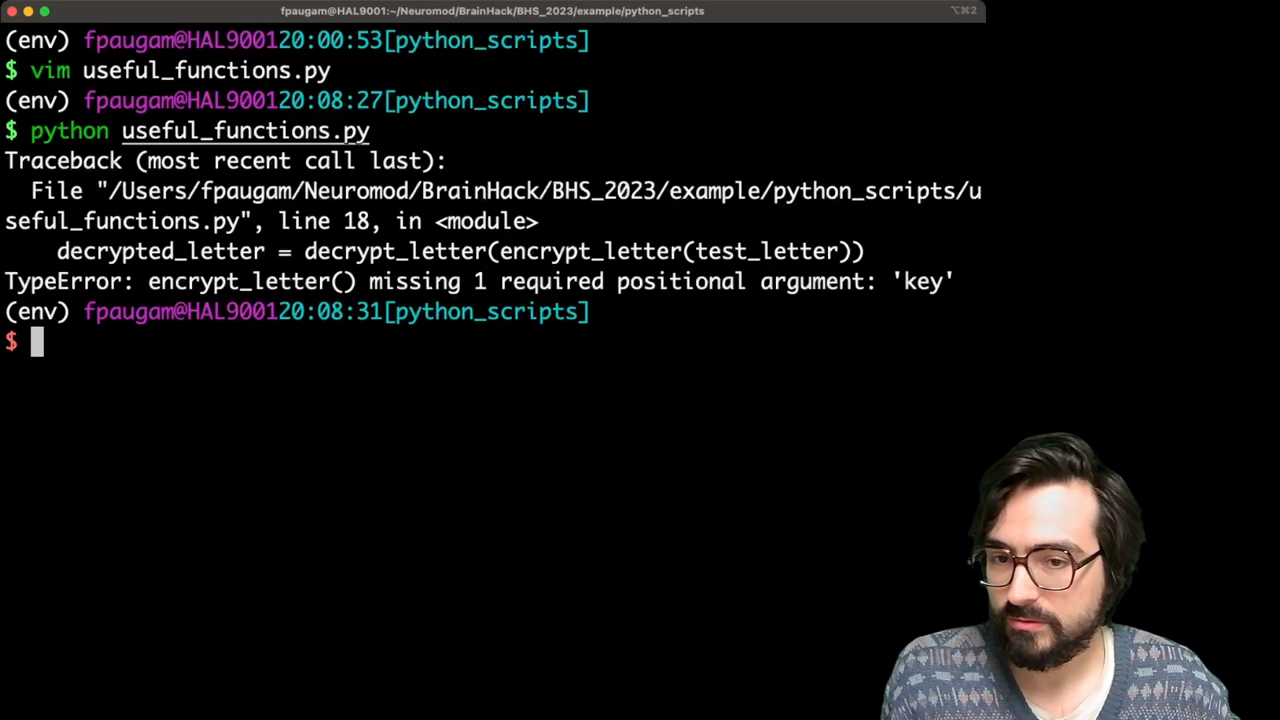 fpaugam@HAL9001:~/Neuromod/BrainHack/BHS_2023/example/python_scripts
⌥⌘2
(env) fpaugam@HAL900120:00:53[python_scripts]
$ vim useful_functions.py
(env) fpaugam@HAL900120:08:27[python_scripts]
$ python useful_functions.py
Traceback (most recent call last):
  File "/Users/fpaugam/Neuromod/BrainHack/BHS_2023/example/python_scripts/u
seful_functions.py", line 18, in <module>
    decrypted_letter = decrypt_letter(encrypt_letter(test_letter))
TypeError: encrypt_letter() missing 1 required positional argument: 'key'
(env) fpaugam@HAL900120:08:31[python_scripts]
$